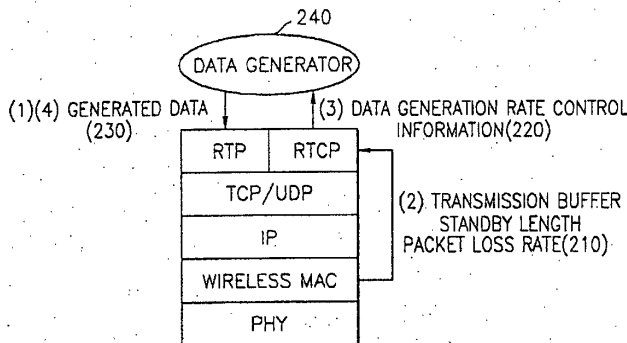 240
DATA GENERATOR
(1)(4) GENERATED DATA
(230)
(3) DATA GENERATION RATE CONTROL
INFORMATION(220)
RTP RTCP
TCP/UDP
IP
WIRELESS MAC
PHY
(2) TRANSMISSION BUFFER
STANDBY LENGTH
PACKET LOSS RATE(210)